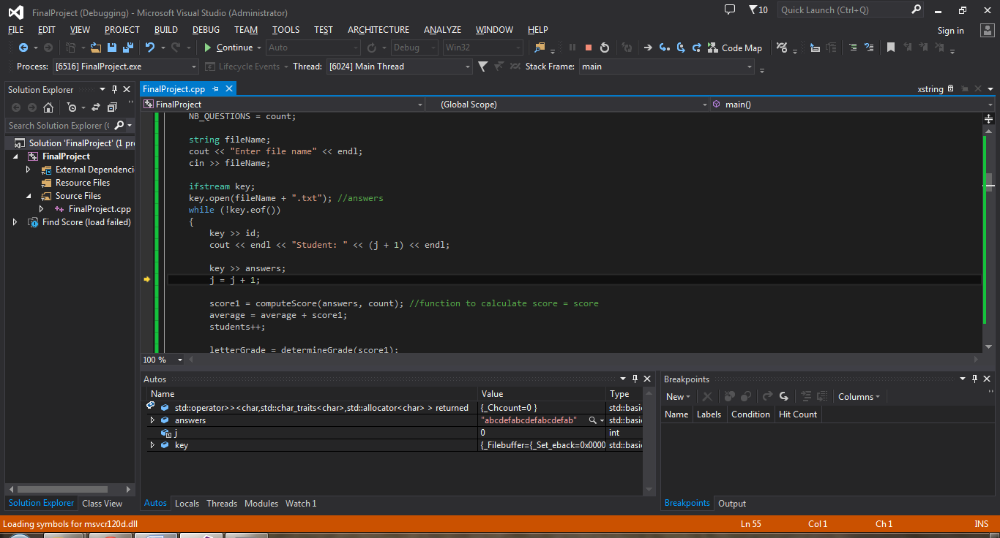 FinalProject (Debugging) - Microsoft Visual Studio (Administrator)
10
Quick Launch (Ctrl+Q)
FILE EDIT VIEW PROJECT BUILD DEBUG TEAM TOOLS TEST ARCHITECTURE ANALYZE WINDOW HELP
Sign in
Continue Auto Debug Win32 Code Map
Process: [6516] FinalProject.exe Lifecycle Events Thread: [6024] Main Thread Stack Frame: main
Solution Explorer
Search Solution Explorer (
Solution 'FinalProject' (1 pr
FinalProject
External Dependenci
Resource Files
Source Files
FinalProject.cpp
Find Score (load failed)
Solution Explorer Class View
FinalProject.cpp
xstring
FinalProject (Global Scope) main()
NB_QUESTIONS = count;
string fileName;
cout << "Enter file name" << endl;
cin >> fileName;
ifstream key;
key.open(fileName + ".txt"); //answers
while (!key.eof())
{
key >> id;
cout << endl << "Student: " << (j + 1) << endl;
key >> answers;
j = j + 1;
score1 = computeScore(answers, count); //function to calculate score = score
average = average + score1;
students++;
letterGrade = determineGrade(score1);
100 %
Autos
Name Value Type
std::operator>><char,std::char_traits<char>,std::allocator<char> > returned {_Chcount=0 } std::basi
answers "abcdefabcdefabcdefab" std::basi
j 0 int
key {_Filebuffer={_Set_eback=0x0000 std::basi
Autos Locals Threads Modules Watch 1
Breakpoints
New Columns
Name Labels Condition Hit Count
Breakpoints Output
Loading symbols for msvcr120d.dll
Ln 55 Col 1 Ch 1 INS